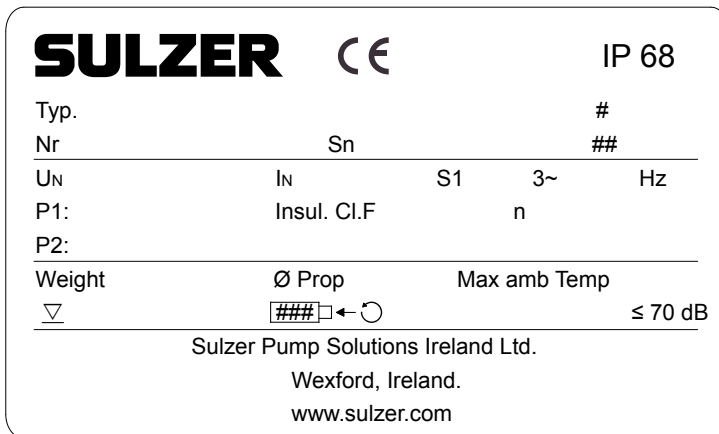 SULZER CE IP 68
Typ. #
Nr Sn ##
UN IN S1 3~ Hz
P1: Insul. Cl.F n
P2:
Weight Ø Prop Max amb Temp
### ≤ 70 dB
Sulzer Pump Solutions Ireland Ltd.
Wexford, Ireland.
www.sulzer.com